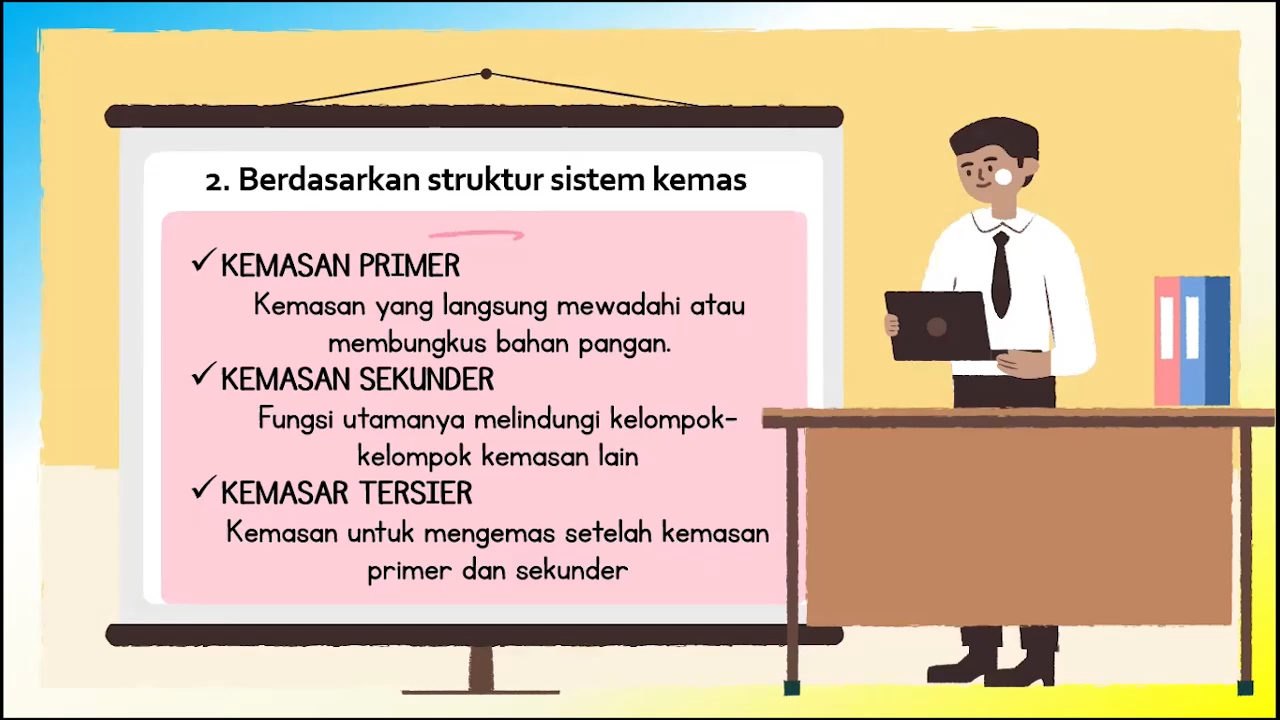 2. Berdasarkan struktur sistem kemas
✓KEMASAN PRIMER
Kemasan yang langsung mewadahi atau
membungkus bahan pangan.
✓KEMASAN SEKUNDER
Fungsi utamanya melindungi kelompok-
kelompok kemasan lain
✓KEMASAR TERSIER
Kemasan untuk mengemas setelah kemasan
primer dan sekunder